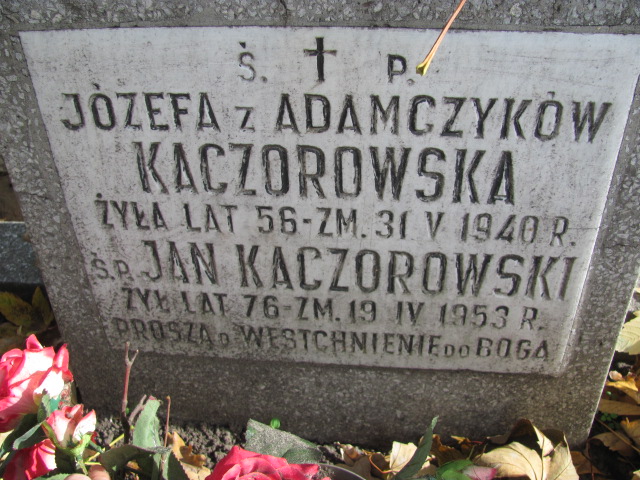 Ś. † P.
JÓZEFA z ADAMCZYKÓW
KACZOROWSKA
ŻYŁA LAT 56-ZM. 31 V 1940 R.
Ś.P. JAN KACZOROWSKI
ŻYŁ LAT 76-ZM. 19 IV 1953 R.
PROSZĄ O WESTCHNIENIE DO BOGA